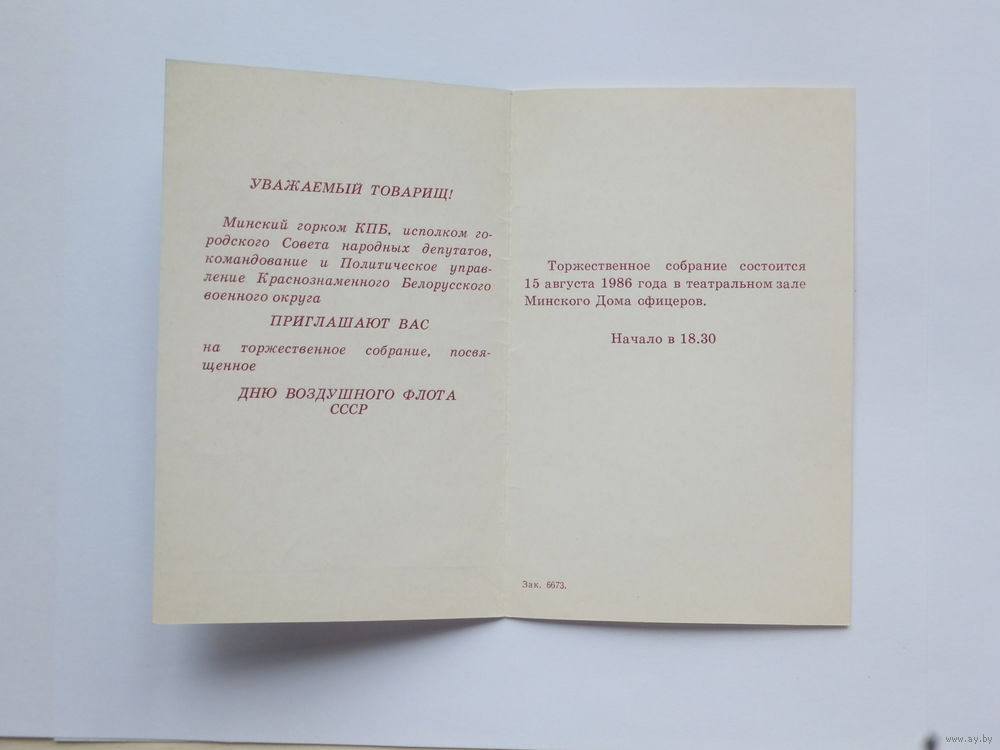 УВАЖАЕМЫЙ ТОВАРИЩ!
Минский горком КПБ, исполком го-
родского Совета народных депутатов,
командование и Политическое управ-
ление Краснознаменного Белорусского
военного округа
ПРИГЛАШАЮТ ВАС
на торжественное собрание, посвя-
щенное
ДНЮ ВОЗДУШНОГО ФЛОТА
СССР
Торжественное собрание состоится
15 августа 1986 года в театральном зале
Минского Дома офицеров.
Начало в 18.30
Зак. 6673.
www.ay.by